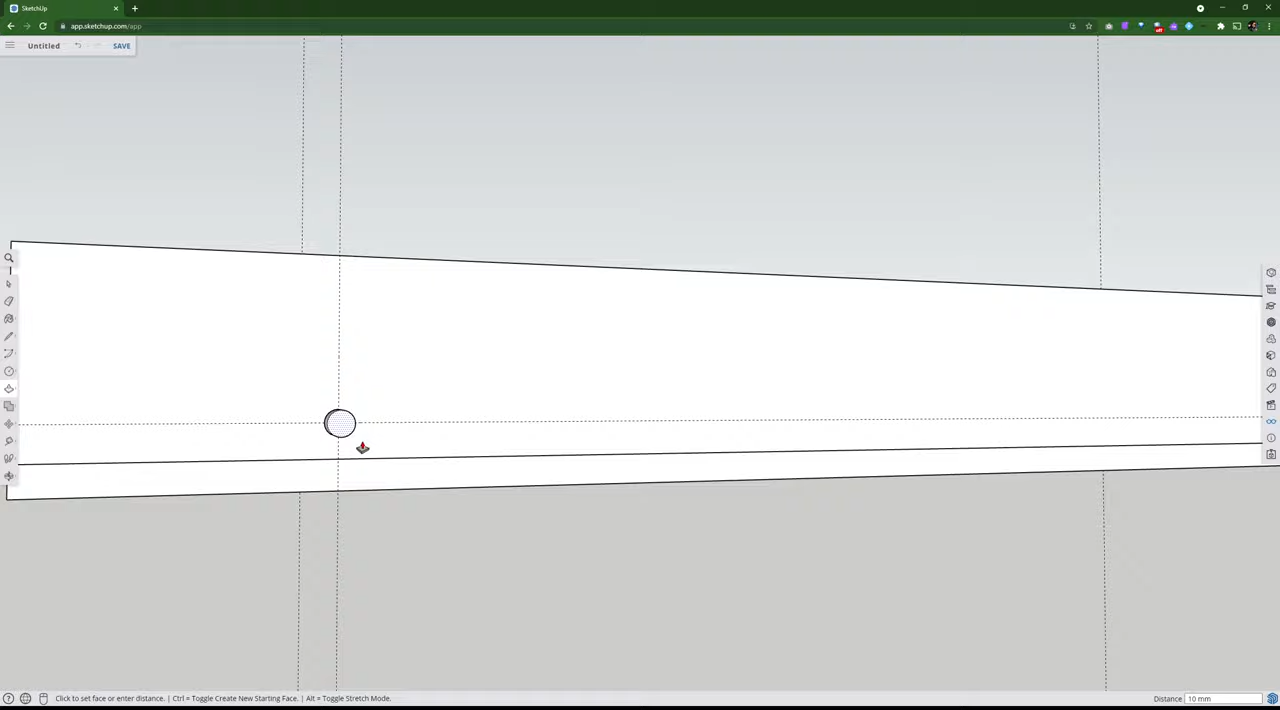 SketchUp
app.sketchup.com/app
off
Untitled
SAVE
Click to set face or enter distance. | Ctrl = Toggle Create New Starting Face. | Alt = Toggle Stretch Mode.
Distance 10 mm